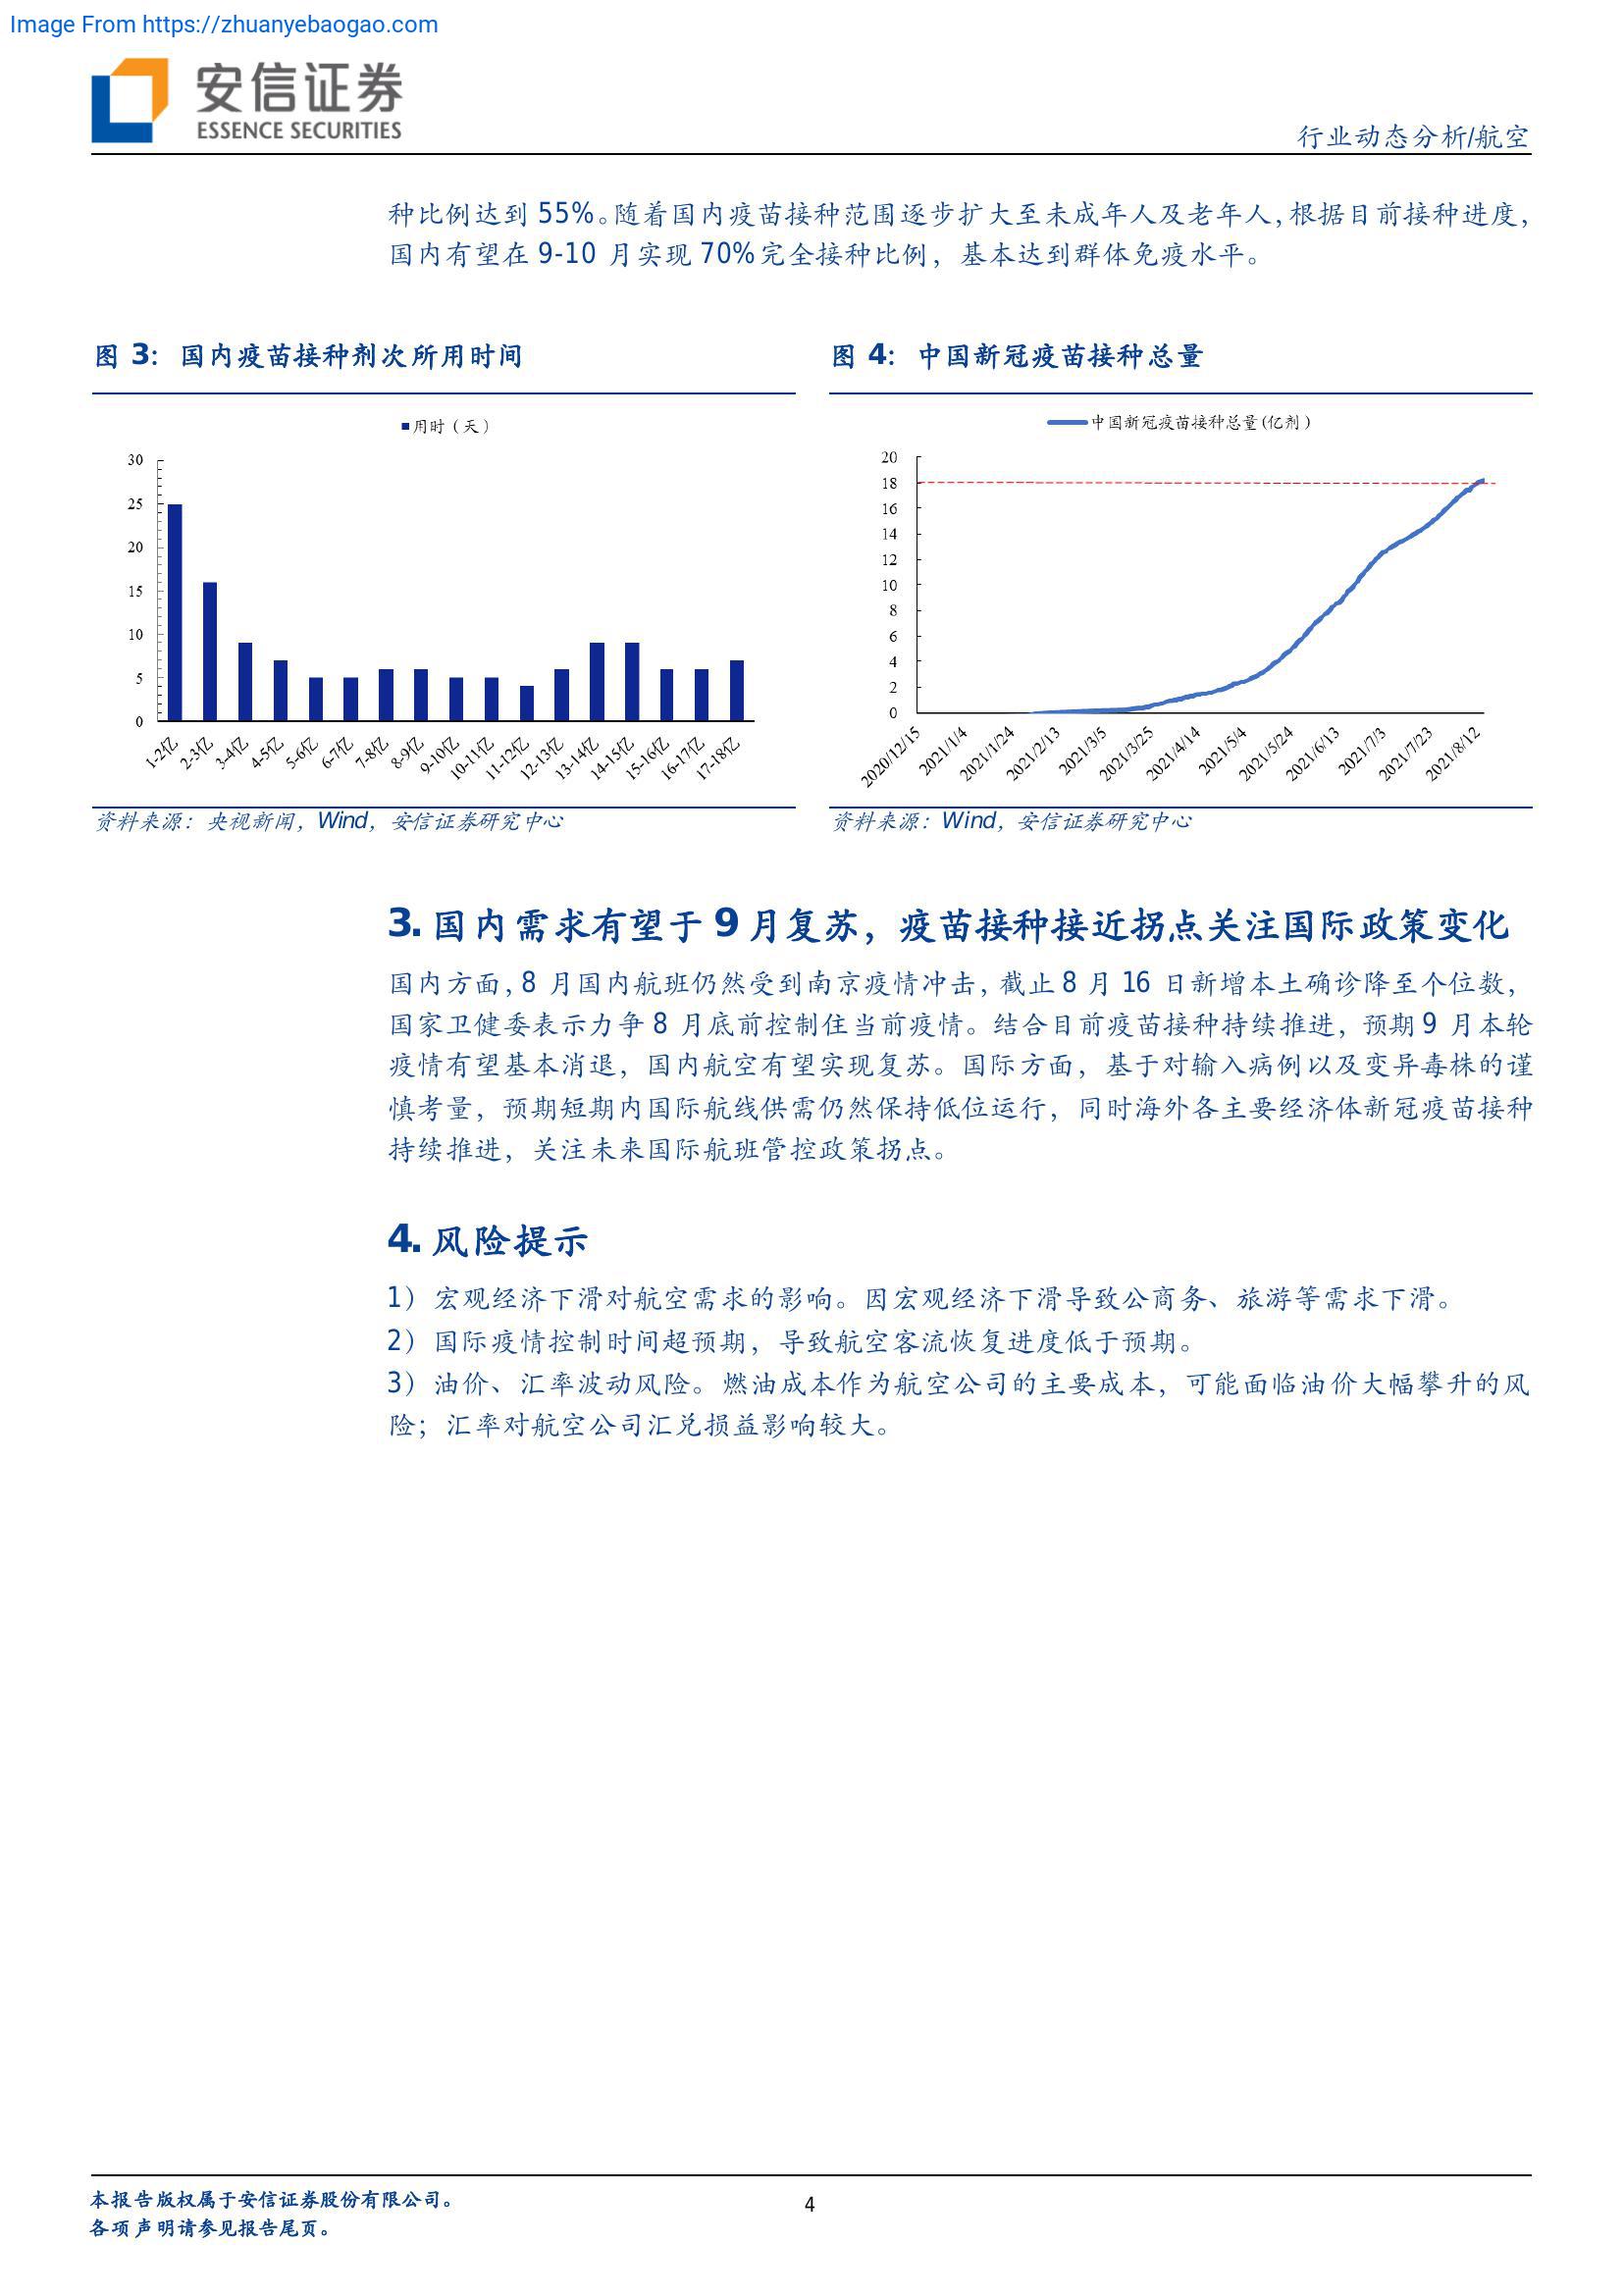 Image From https://zhuanyebaogao.com
安信证券
ESSENCE SECURITIES
行业动态分析/航空
种比例达到 55%。随着国内疫苗接种范围逐步扩大至未成年人及老年人，根据目前接种进度，
国内有望在 9-10 月实现 70%完全接种比例，基本达到群体免疫水平。
图 3：国内疫苗接种剂次所用时间
用时（天）
30
25
20
15
10
5
0
1-2亿
2-3亿
3-4亿
4-5亿
5-6亿
6-7亿
7-8亿
8-9亿
9-10亿
10-11亿
11-12亿
12-13亿
13-14亿
14-15亿
15-16亿
16-17亿
17-18亿
资料来源：央视新闻，Wind，安信证券研究中心
图 4：中国新冠疫苗接种总量
中国新冠疫苗接种总量(亿剂）
20
18
16
14
12
10
8
6
4
2
0
2020/12/15
2021/1/4
2021/1/24
2021/2/13
2021/3/5
2021/3/25
2021/4/14
2021/5/4
2021/5/24
2021/6/13
2021/7/3
2021/7/23
2021/8/12
资料来源：Wind，安信证券研究中心
3. 国内需求有望于 9 月复苏，疫苗接种接近拐点关注国际政策变化
国内方面，8 月国内航班仍然受到南京疫情冲击，截止 8 月 16 日新增本土确诊降至个位数，
国家卫健委表示力争 8 月底前控制住当前疫情。结合目前疫苗接种持续推进，预期 9 月本轮
疫情有望基本消退，国内航空有望实现复苏。国际方面，基于对输入病例以及变异毒株的谨
慎考量，预期短期内国际航线供需仍然保持低位运行，同时海外各主要经济体新冠疫苗接种
持续推进，关注未来国际航班管控政策拐点。
4. 风险提示
1）宏观经济下滑对航空需求的影响。因宏观经济下滑导致公商务、旅游等需求下滑。
2）国际疫情控制时间超预期，导致航空客流恢复进度低于预期。
3）油价、汇率波动风险。燃油成本作为航空公司的主要成本，可能面临油价大幅攀升的风
险；汇率对航空公司汇兑损益影响较大。
本报告版权属于安信证券股份有限公司。
各项声明请参见报告尾页。
4